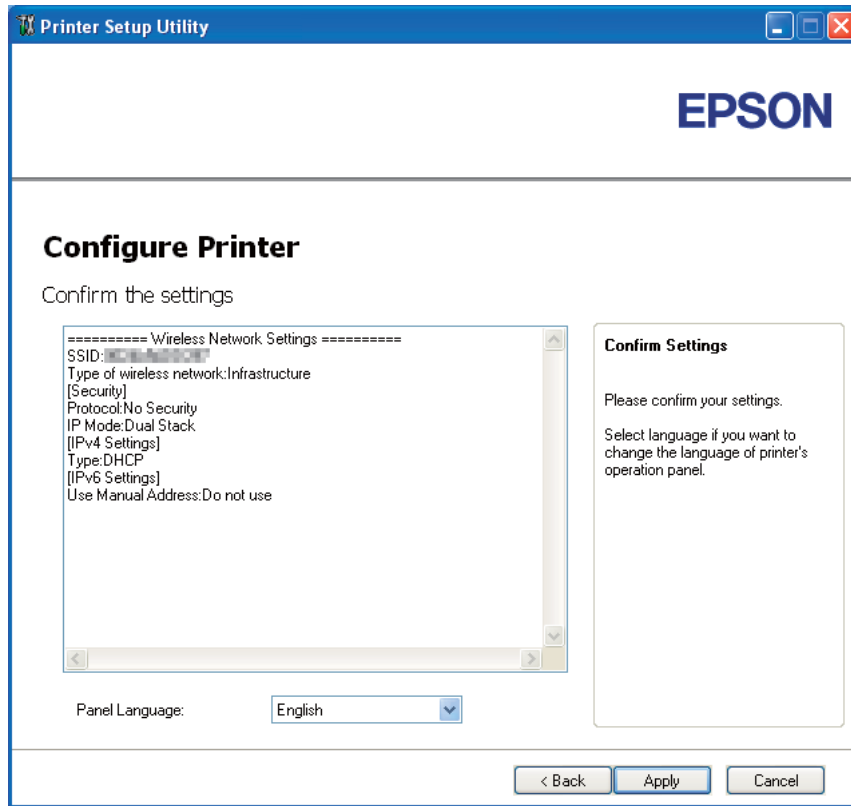 Printer Setup Utility
EPSON
Configure Printer
Confirm the settings
========== Wireless Network Settings ==========
SSID:
Type of wireless network:Infrastructure
[Security]
Protocol:No Security
IP Mode:Dual Stack
[IPv4 Settings]
Type:DHCP
[IPv6 Settings]
Use Manual Address:Do not use
Confirm Settings
Please confirm your settings.
Select language if you want to
change the language of printer's
operation panel.
Panel Language:
English
< Back
Apply
Cancel